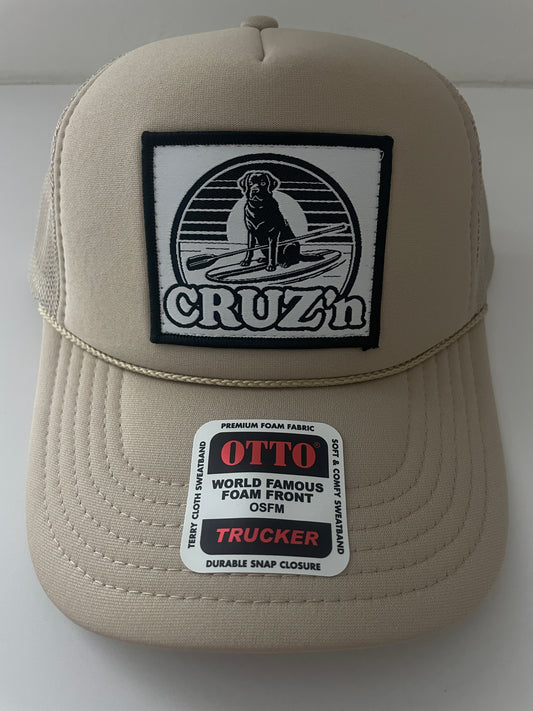 CRUZ'n
PREMIUM FOAM FABRIC
OTTO®
WORLD FAMOUS
FOAM FRONT
OSFM
TRUCKER
DURABLE SNAP CLOSURE
TERRY CLOTH SWEATBAND
SOFT & COMFY SWEATBAND